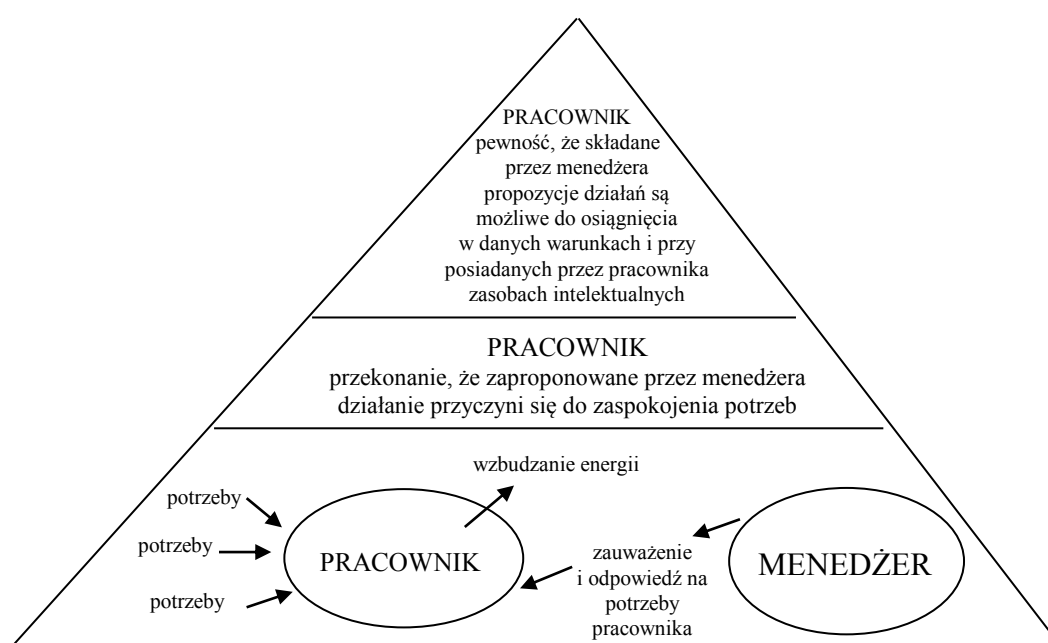 PRACOWNIK
pewność, że składane
przez menedżera
propozycje działań są
możliwe do osiągnięcia
w danych warunkach i przy
posiadanych przez pracownika
zasobach intelektualnych
PRACOWNIK
przekonanie, że zaproponowane przez menedżera
działanie przyczyni się do zaspokojenia potrzeb
wzbudzanie energii
potrzeby
potrzeby
potrzeby
PRACOWNIK
zauważenie
i odpowiedź na
potrzeby
pracownika
MENEDŻER